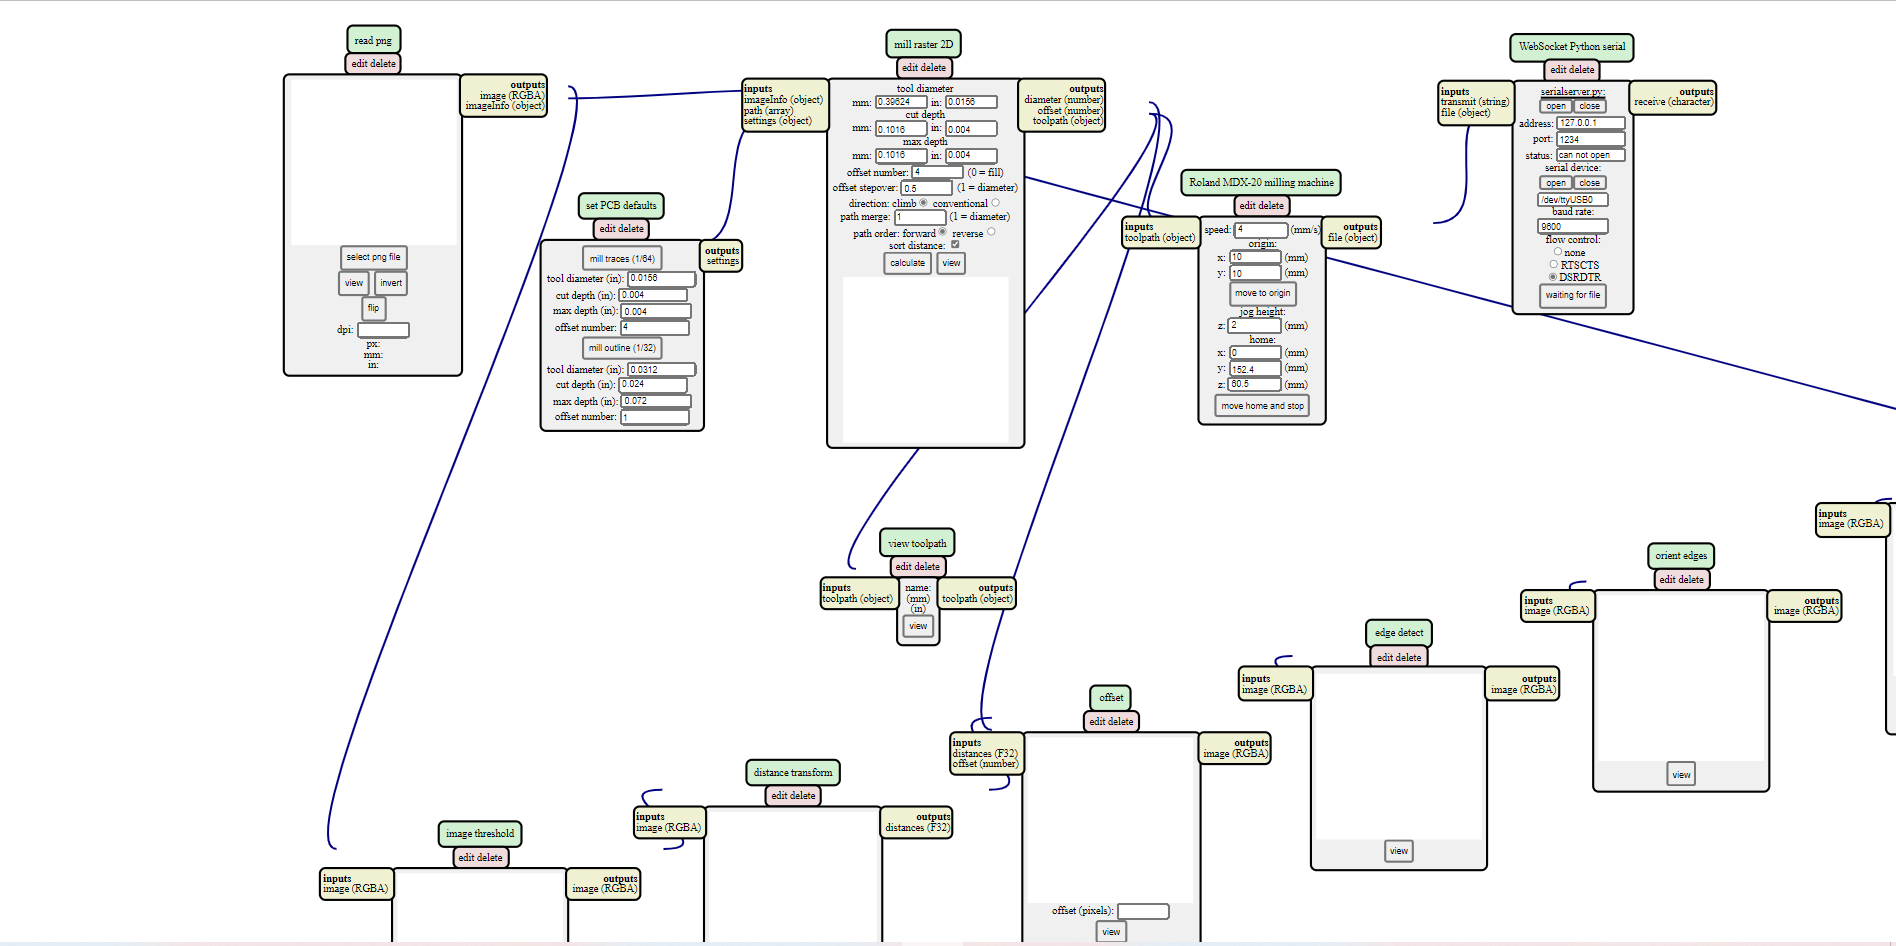 read png
edit delete
outputs
image (RGBA)
imageInfo (object)
select png file
view invert
flip
dpi:
px:
mm:
in:
set PCB defaults
edit delete
outputs
settings
mill traces (1/64)
tool diameter (in): 0.0156
cut depth (in): 0.004
max depth (in): 0.004
offset number: 4
mill outline (1/32)
tool diameter (in): 0.0312
cut depth (in): 0.024
max depth (in): 0.072
offset number: 1
mill raster 2D
edit delete
inputs
imageInfo (object)
path (array)
settings (object)
tool diameter
mm: 0.39624 in: 0.0156
cut depth
mm: 0.1016 in: 0.004
max depth
mm: 0.1016 in: 0.004
offset number: 4 (0 = fill)
offset stepover: 0.5 (1 = diameter)
direction: climb conventional
path merge: 1 (1 = diameter)
path order: forward reverse
sort distance:
calculate view
outputs
diameter (number)
offset (number)
toolpath (object)
Roland MDX-20 milling machine
edit delete
inputs
toolpath (object)
speed: 4 (mm/s)
origin:
x: 10 (mm)
y: 10 (mm)
move to origin
jog height:
z: 2 (mm)
home:
x: 0 (mm)
y: 152.4 (mm)
z: 60.5 (mm)
move home and stop
outputs
file (object)
WebSocket Python serial
edit delete
inputs
transmit (string)
file (object)
serialserver.py:
open close
address: 127.0.0.1
port: 1234
status: can not open
serial device:
open close
/dev/ttyUSB0
baud rate:
9600
flow control:
none
RTSCTS
DSRDTR
waiting for file
outputs
receive (character)
view toolpath
edit delete
inputs
toolpath (object)
name:
(mm)
(in)
view
outputs
toolpath (object)
inputs
image (RGBA)
orient edges
edit delete
inputs
image (RGBA)
outputs
image (RGBA)
view
edge detect
edit delete
inputs
image (RGBA)
outputs
image (RGBA)
view
offset
edit delete
inputs
distances (F32)
offset (number)
outputs
image (RGBA)
offset (pixels):
view
distance transform
edit delete
inputs
image (RGBA)
outputs
distances (F32)
image threshold
edit delete
inputs
image (RGBA)
outputs
image (RGBA)